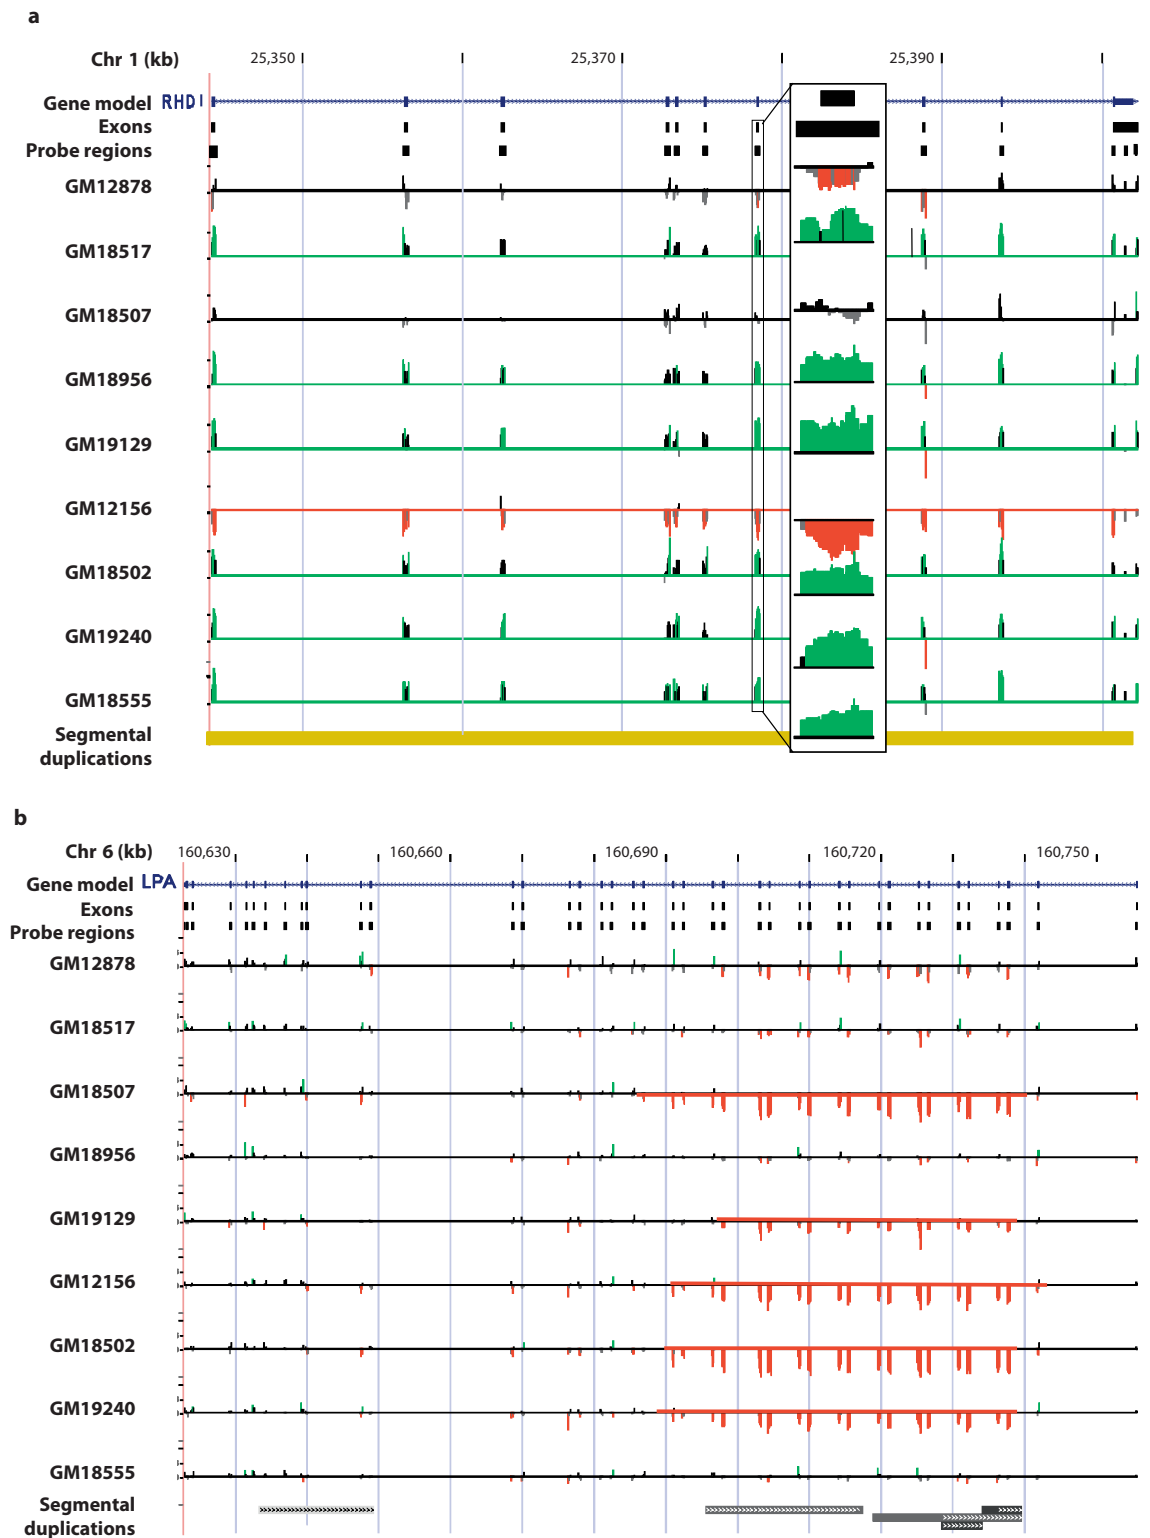 a
Chr 1 (kb) 25,350 25,370 25,390
Gene model RHD
Exons
Probe regions
GM12878
GM18517
GM18507
GM18956
GM19129
GM12156
GM18502
GM19240
GM18555
Segmental
duplications
b
Chr 6 (kb) 160,630 160,660 160,690 160,720 160,750
Gene model LPA
Exons
Probe regions
GM12878
GM18517
GM18507
GM18956
GM19129
GM12156
GM18502
GM19240
GM18555
Segmental
duplications